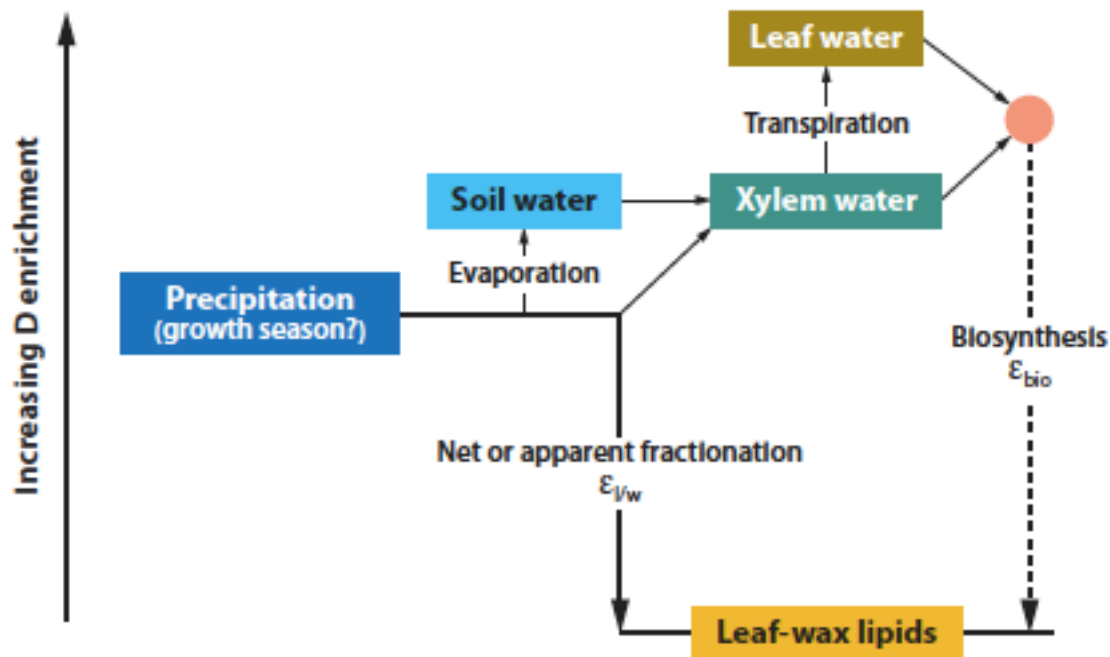 Increasing D enrichment
Leaf water
Transpiration
Soil water
Xylem water
Evaporation
Precipitation
(growth season?)
Biosynthesis
εbio
Net or apparent fractionation
εl/w
Leaf-wax lipids